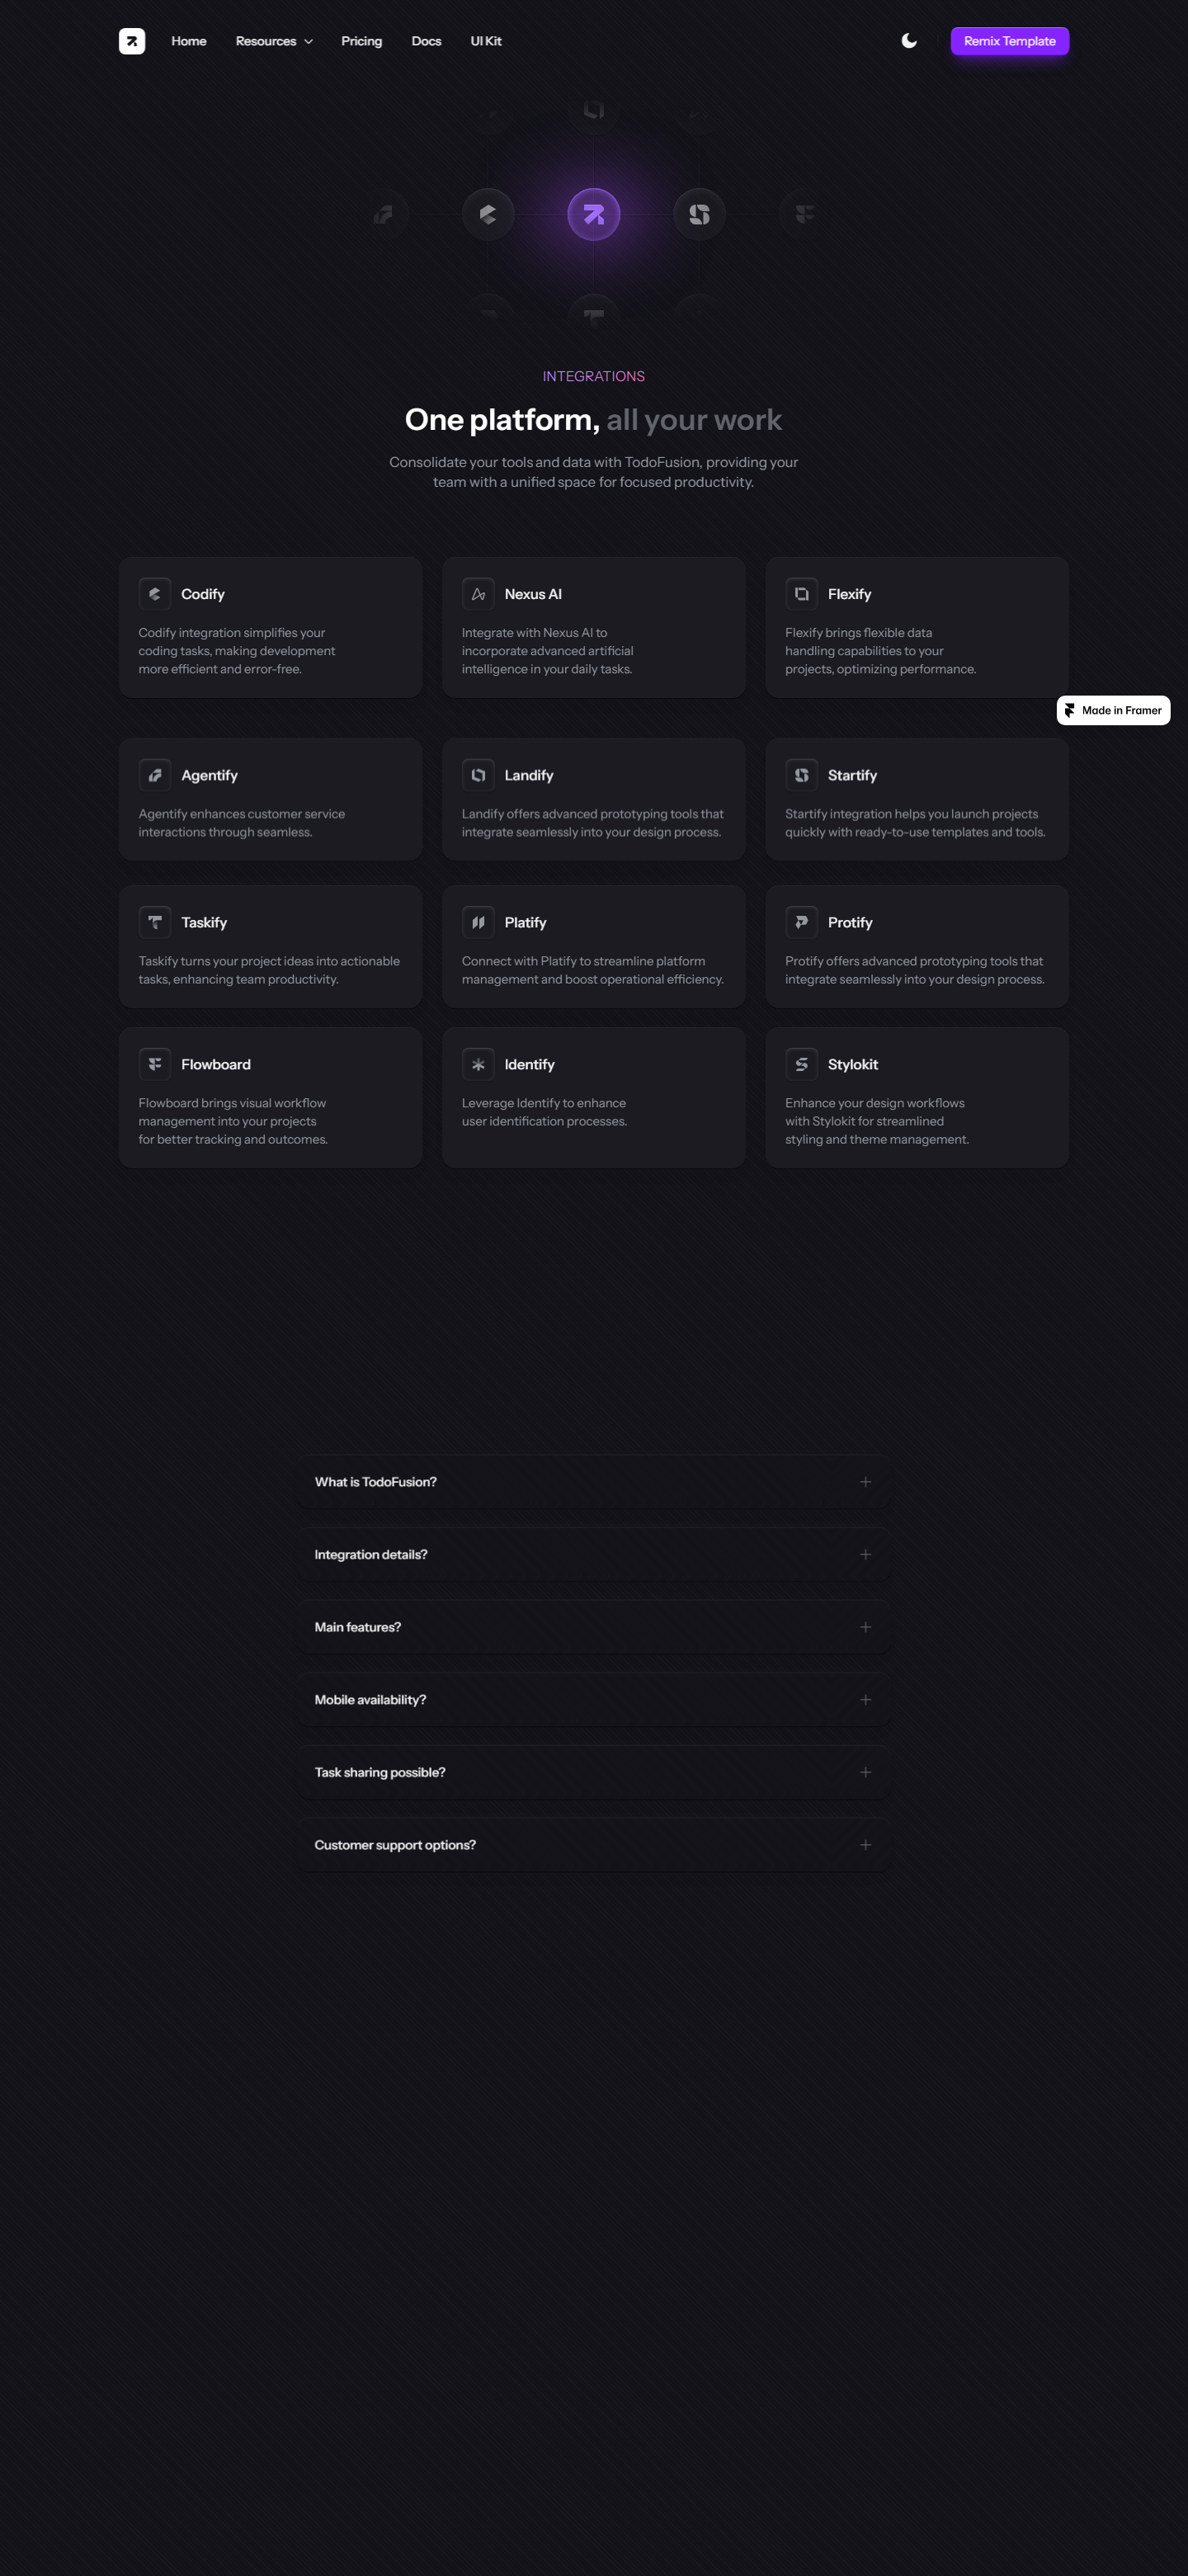 Home
Resources
Pricing
Docs
UI Kit
Remix Template
INTEGRATIONS
One platform, all your work
Consolidate your tools and data with TodoFusion, providing your
team with a unified space for focused productivity.
Codify
Codify integration simplifies your
coding tasks, making development
more efficient and error-free.
Nexus AI
Integrate with Nexus AI to
incorporate advanced artificial
intelligence in your daily tasks.
Flexify
Flexify brings flexible data
handling capabilities to your
projects, optimizing performance.
Made in Framer
Agentify
Agentify enhances customer service
interactions through seamless.
Landify
Landify offers advanced prototyping tools that
integrate seamlessly into your design process.
Startify
Startify integration helps you launch projects
quickly with ready-to-use templates and tools.
Taskify
Taskify turns your project ideas into actionable
tasks, enhancing team productivity.
Platify
Connect with Platify to streamline platform
management and boost operational efficiency.
Protify
Protify offers advanced prototyping tools that
integrate seamlessly into your design process.
Flowboard
Flowboard brings visual workflow
management into your projects
for better tracking and outcomes.
Identify
Leverage Identify to enhance
user identification processes.
Stylokit
Enhance your design workflows
with Stylokit for streamlined
styling and theme management.
What is TodoFusion?
Integration details?
Main features?
Mobile availability?
Task sharing possible?
Customer support options?